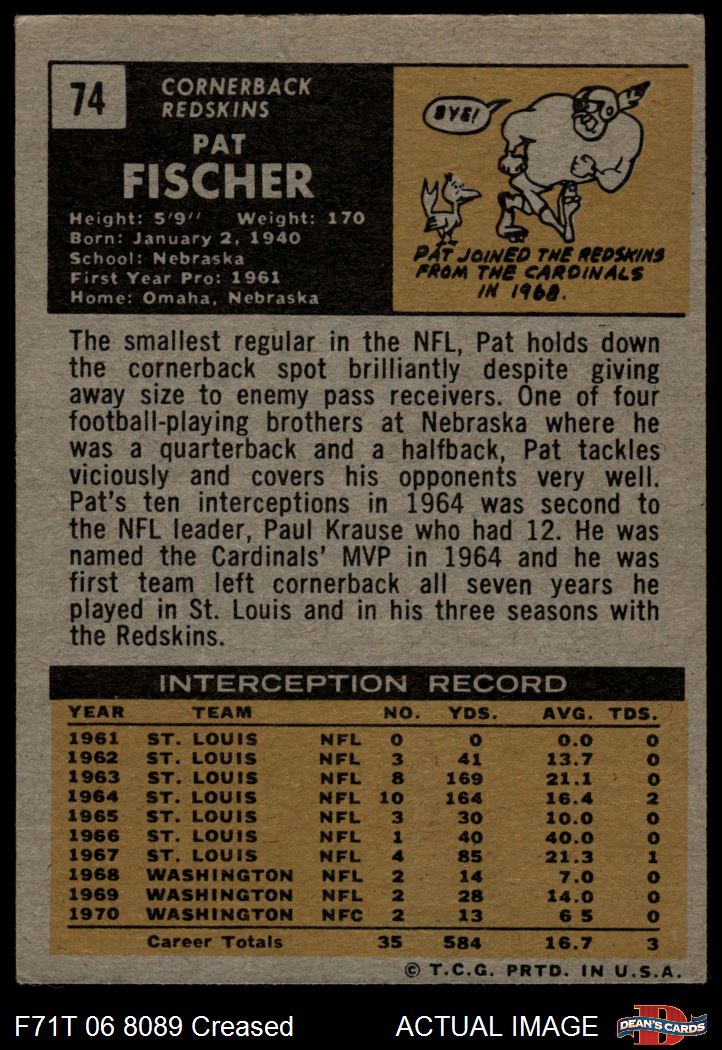 74
CORNERBACK
REDSKINS
PAT
FISCHER
Height: 5'9" Weight: 170
Born: January 2, 1940
School: Nebraska
First Year Pro: 1961
Home: Omaha, Nebraska
BYE!
PAT JOINED THE REDSKINS
FROM THE CARDINALS
IN 1968.
The smallest regular in the NFL, Pat holds down
the cornerback spot brilliantly despite giving
away size to enemy pass receivers. One of four
football-playing brothers at Nebraska where he
was a quarterback and a halfback, Pat tackles
viciously and covers his opponents very well.
Pat's ten interceptions in 1964 was second to
the NFL leader, Paul Krause who had 12. He was
named the Cardinals' MVP in 1964 and he was
first team left cornerback all seven years he
played in St. Louis and in his three seasons with
the Redskins.
INTERCEPTION RECORD
YEAR TEAM NO. YDS. AVG. TDS.
1961 ST. LOUIS NFL 0 0 0.0 0
1962 ST. LOUIS NFL 3 41 13.7 0
1963 ST. LOUIS NFL 8 169 21.1 0
1964 ST. LOUIS NFL 10 164 16.4 2
1965 ST. LOUIS NFL 3 30 10.0 0
1966 ST. LOUIS NFL 1 40 40.0 0
1967 ST. LOUIS NFL 4 85 21.3 1
1968 WASHINGTON NFL 2 14 7.0 0
1969 WASHINGTON NFL 2 28 14.0 0
1970 WASHINGTON NFC 2 13 6 5 0
Career Totals 35 584 16.7 3
© T.C.G. PRTD. IN U.S.A.
F71T 06 8089 Creased ACTUAL IMAGE
D
DEAN'S CARDS